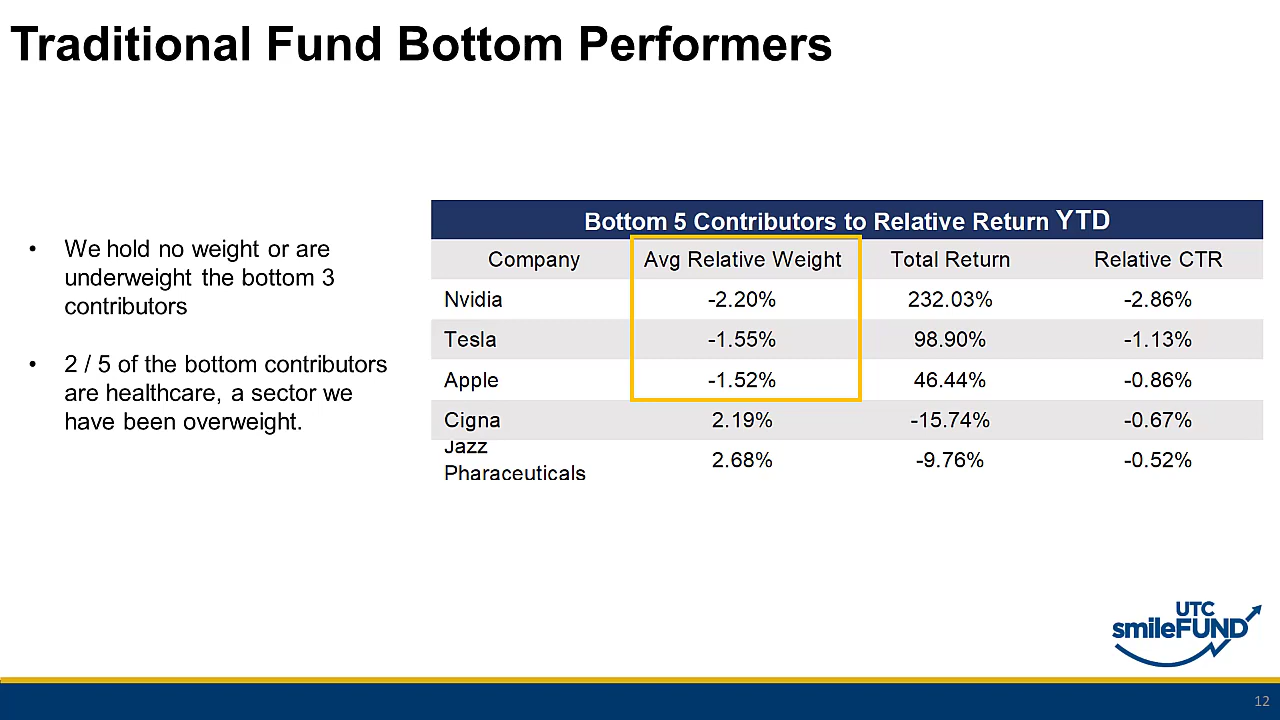 Traditional Fund Bottom Performers
• We hold no weight or are
underweight the bottom 3
contributors
• 2 / 5 of the bottom contributors
are healthcare, a sector we
have been overweight.
Bottom 5 Contributors to Relative Return YTD
Company Avg Relative Weight Total Return Relative CTR
Nvidia -2.20% 232.03% -2.86%
Tesla -1.55% 98.90% -1.13%
Apple -1.52% 46.44% -0.86%
Cigna 2.19% -15.74% -0.67%
Jazz
Pharaceuticals 2.68% -9.76% -0.52%
UTC
smileFUND
12